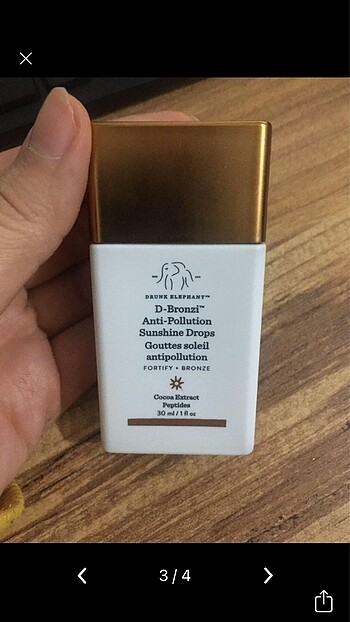 DRUNK ELEPHANT™
D-Bronzi™
Anti-Pollution
Sunshine Drops
Gouttes soleil
antipollution
FORTIFY • BRONZE
Cocoa Extract
Peptides
30 ml / 1 fl oz
3 / 4